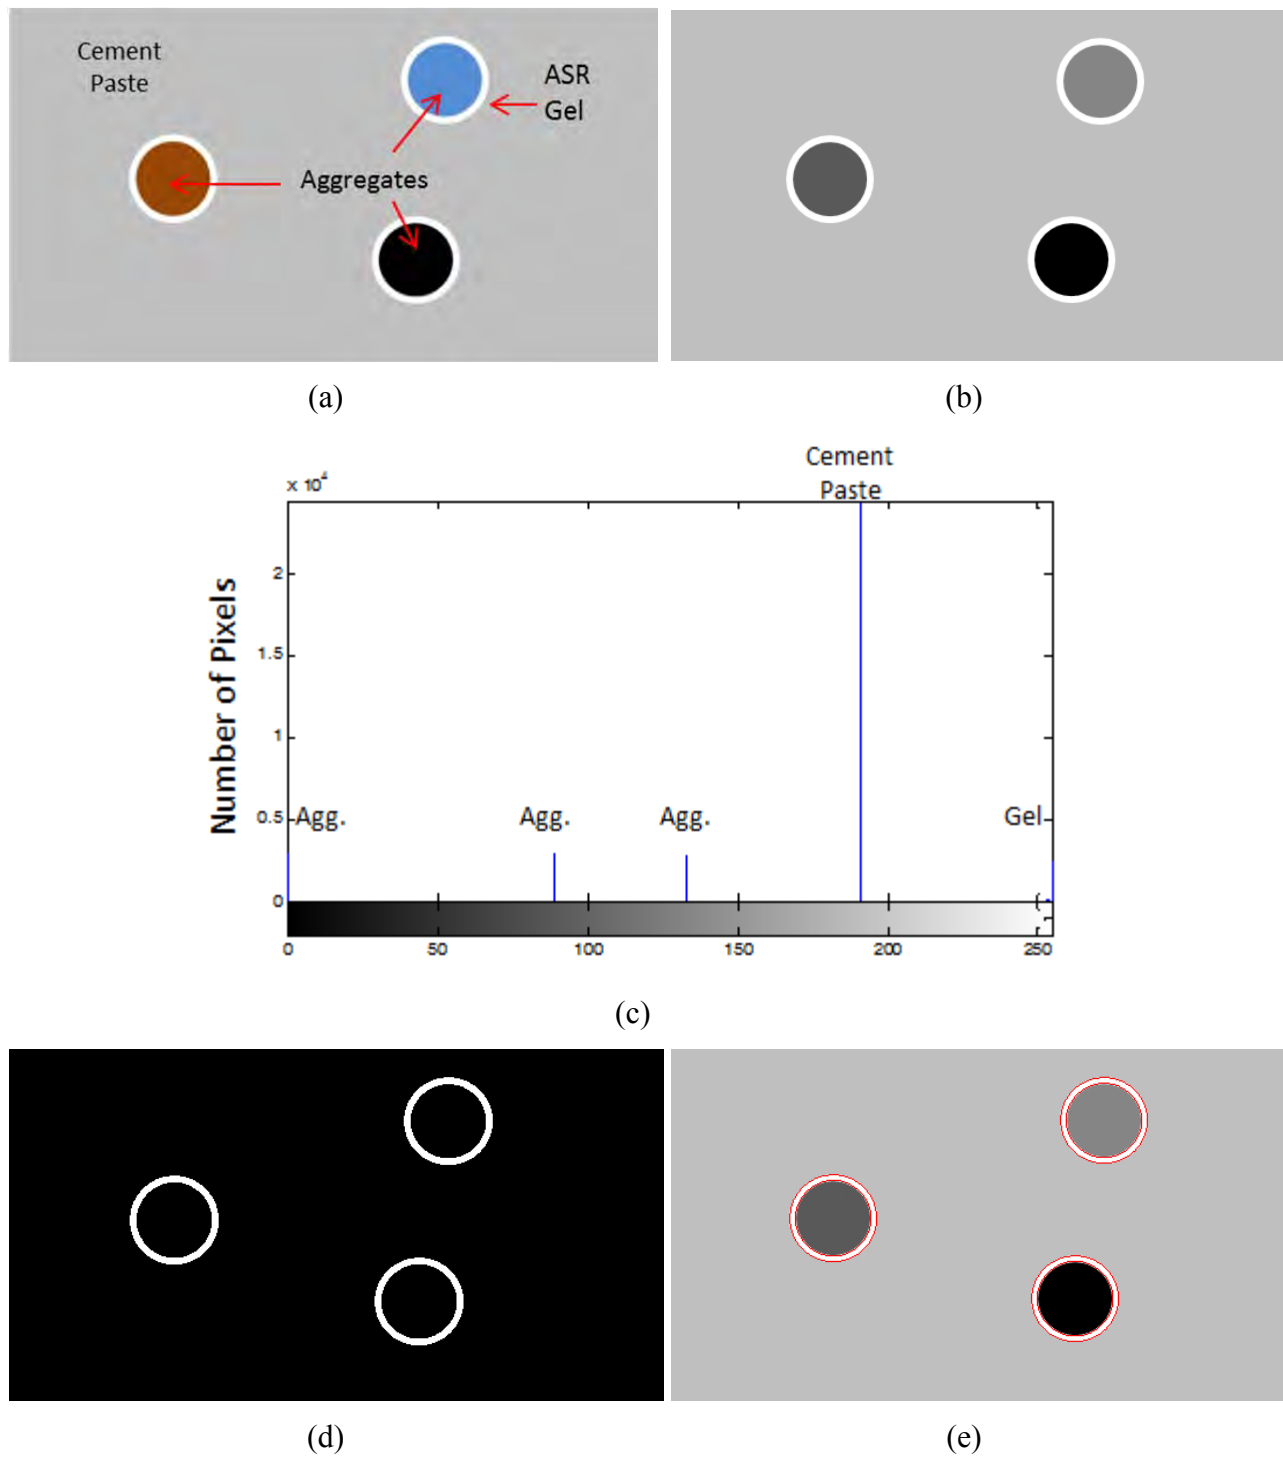 Cement
Paste
ASR
Gel
Aggregates
(a)
(b)
Cement
Paste
x 10⁴
Number of Pixels
2
1.5
1
0.5
0
Agg.
Agg.
Agg.
Gel
0
50
100
150
200
250
(c)
(d)
(e)